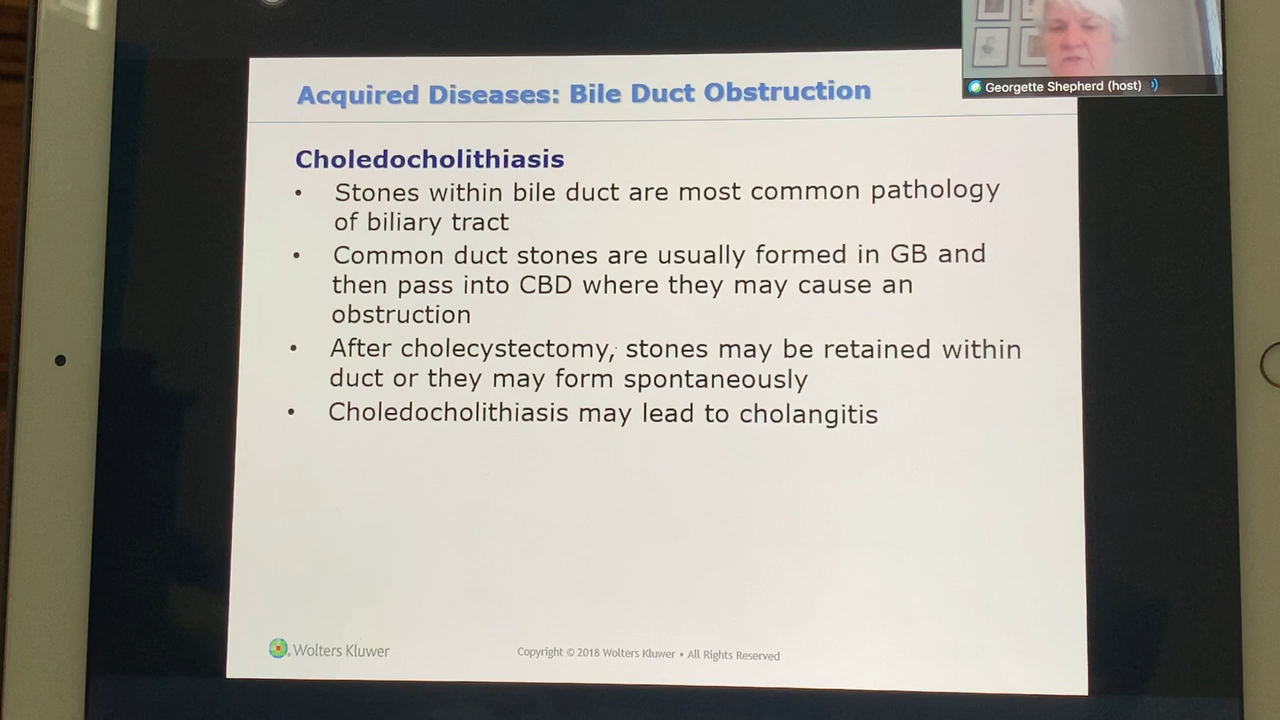 Acquired Diseases: Bile Duct Obstruction
Georgette Shepherd (host)
Choledocholithiasis
• Stones within bile duct are most common pathology
of biliary tract
• Common duct stones are usually formed in GB and
then pass into CBD where they may cause an
obstruction
• After cholecystectomy, stones may be retained within
duct or they may form spontaneously
• Choledocholithiasis may lead to cholangitis
Wolters Kluwer
Copyright © 2018 Wolters Kluwer • All Rights Reserved